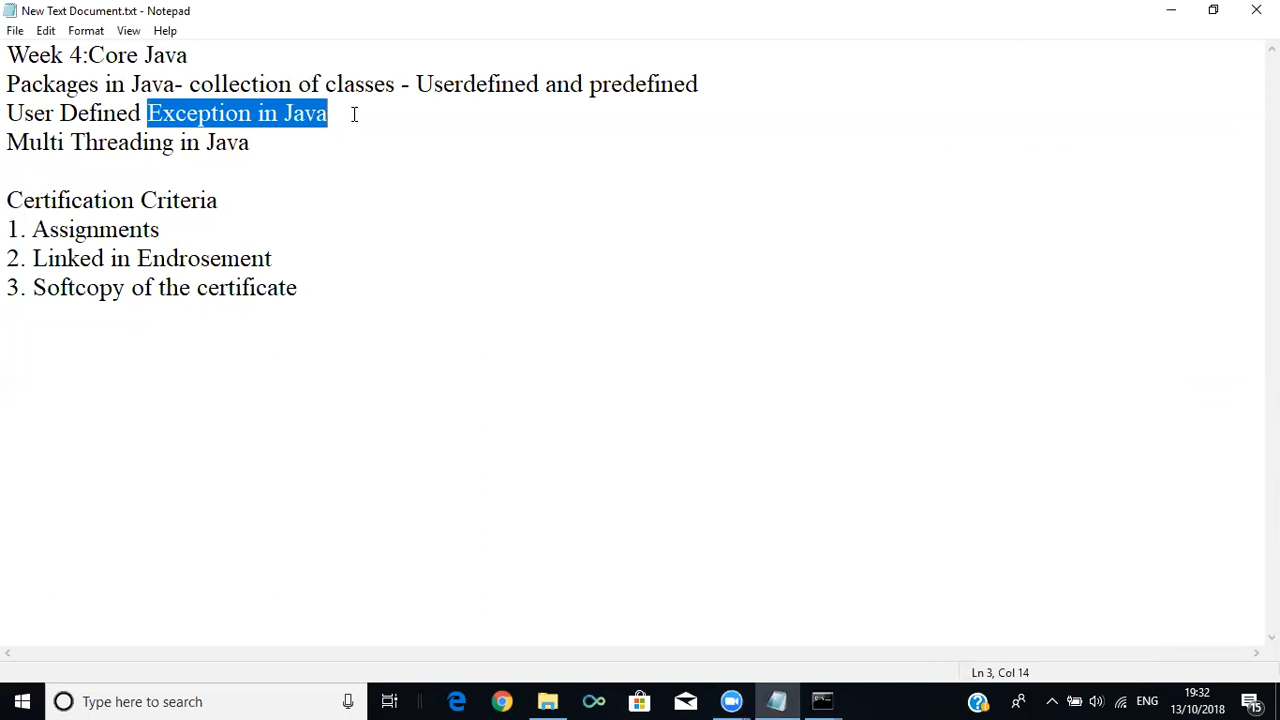 New Text Document.txt - Notepad
File Edit Format View Help
Week 4:Core Java
Packages in Java- collection of classes - Userdefined and predefined
User Defined Exception in Java
Multi Threading in Java
Certification Criteria
1. Assignments
2. Linked in Endrosement
3. Softcopy of the certificate
Ln 3, Col 14
Type here to search
ENG
19:32
13/10/2018
15